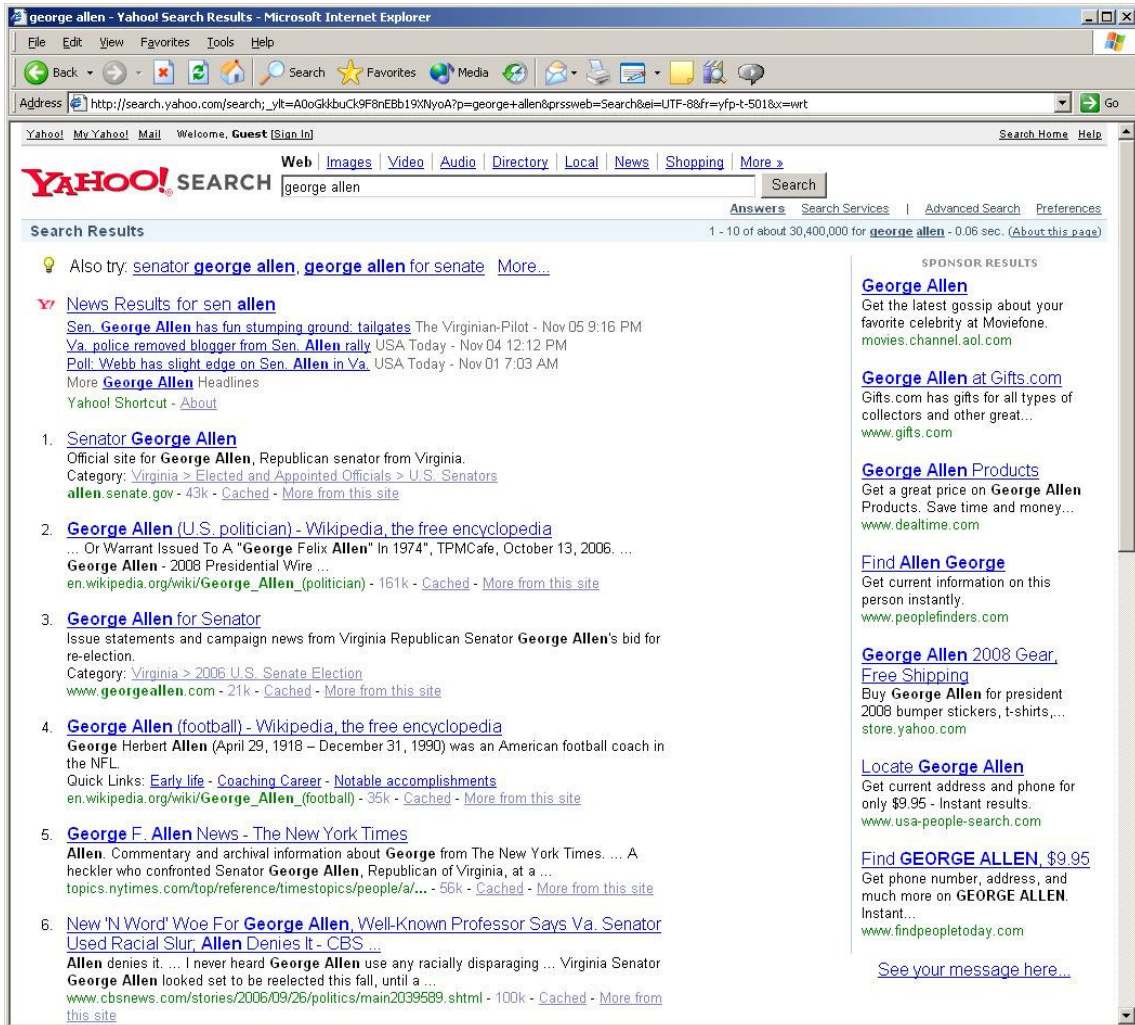 george allen - Yahoo! Search Results - Microsoft Internet Explorer
File Edit View Favorites Tools Help
Back Search Favorites Media
Address http://search.yahoo.com/search;_ylt=A0oGkkbuCk9F8nEBb19XNyoA?p=george+allen&prssweb=Search&ei=UTF-8&fr=yfp-t-501&x=wrt Go
Yahoo! My Yahoo! Mail Welcome, Guest [Sign In] Search Home Help
Web | Images | Video | Audio | Directory | Local | News | Shopping | More »
YAHOO! SEARCH george allen Search
Answers Search Services | Advanced Search Preferences
Search Results 1 - 10 of about 30,400,000 for george allen - 0.06 sec. (About this page)
Also try: senator george allen, george allen for senate More...
Y! News Results for sen allen
Sen. George Allen has fun stumping ground: tailgates The Virginian-Pilot - Nov 05 9:16 PM
Va. police removed blogger from Sen. Allen rally USA Today - Nov 04 12:12 PM
Poll: Webb has slight edge on Sen. Allen in Va. USA Today - Nov 01 7:03 AM
More George Allen Headlines
Yahoo! Shortcut - About
1. Senator George Allen
Official site for George Allen, Republican senator from Virginia.
Category: Virginia > Elected and Appointed Officials > U.S. Senators
allen.senate.gov - 43k - Cached - More from this site
2. George Allen (U.S. politician) - Wikipedia, the free encyclopedia
... Or Warrant Issued To A "George Felix Allen" In 1974", TPMCafe, October 13, 2006. ...
George Allen - 2008 Presidential Wire ...
en.wikipedia.org/wiki/George_Allen_(politician) - 161k - Cached - More from this site
3. George Allen for Senator
Issue statements and campaign news from Virginia Republican Senator George Allen's bid for
re-election.
Category: Virginia > 2006 U.S. Senate Election
www.georgeallen.com - 21k - Cached - More from this site
4. George Allen (football) - Wikipedia, the free encyclopedia
George Herbert Allen (April 29, 1918 – December 31, 1990) was an American football coach in
the NFL.
Quick Links: Early life - Coaching Career - Notable accomplishments
en.wikipedia.org/wiki/George_Allen_(football) - 35k - Cached - More from this site
5. George F. Allen News - The New York Times
Allen. Commentary and archival information about George from The New York Times. ... A
heckler who confronted Senator George Allen, Republican of Virginia, at a ...
topics.nytimes.com/top/reference/timestopics/people/a/... - 56k - Cached - More from this site
6. New 'N Word' Woe For George Allen, Well-Known Professor Says Va. Senator
Used Racial Slur; Allen Denies It - CBS ...
Allen denies it. ... I never heard George Allen use any racially disparaging ... Virginia Senator
George Allen looked set to be reelected this fall, until a ...
www.cbsnews.com/stories/2006/09/26/politics/main2039589.shtml - 100k - Cached - More from
this site
SPONSOR RESULTS
George Allen
Get the latest gossip about your
favorite celebrity at Moviefone.
movies.channel.aol.com
George Allen at Gifts.com
Gifts.com has gifts for all types of
collectors and other great...
www.gifts.com
George Allen Products
Get a great price on George Allen
Products. Save time and money...
www.dealtime.com
Find Allen George
Get current information on this
person instantly.
www.peoplefinders.com
George Allen 2008 Gear,
Free Shipping
Buy George Allen for president
2008 bumper stickers, t-shirts,...
store.yahoo.com
Locate George Allen
Get current address and phone for
only $9.95 - Instant results.
www.usa-people-search.com
Find GEORGE ALLEN, $9.95
Get phone number, address, and
much more on GEORGE ALLEN.
Instant...
www.findpeopletoday.com
See your message here...